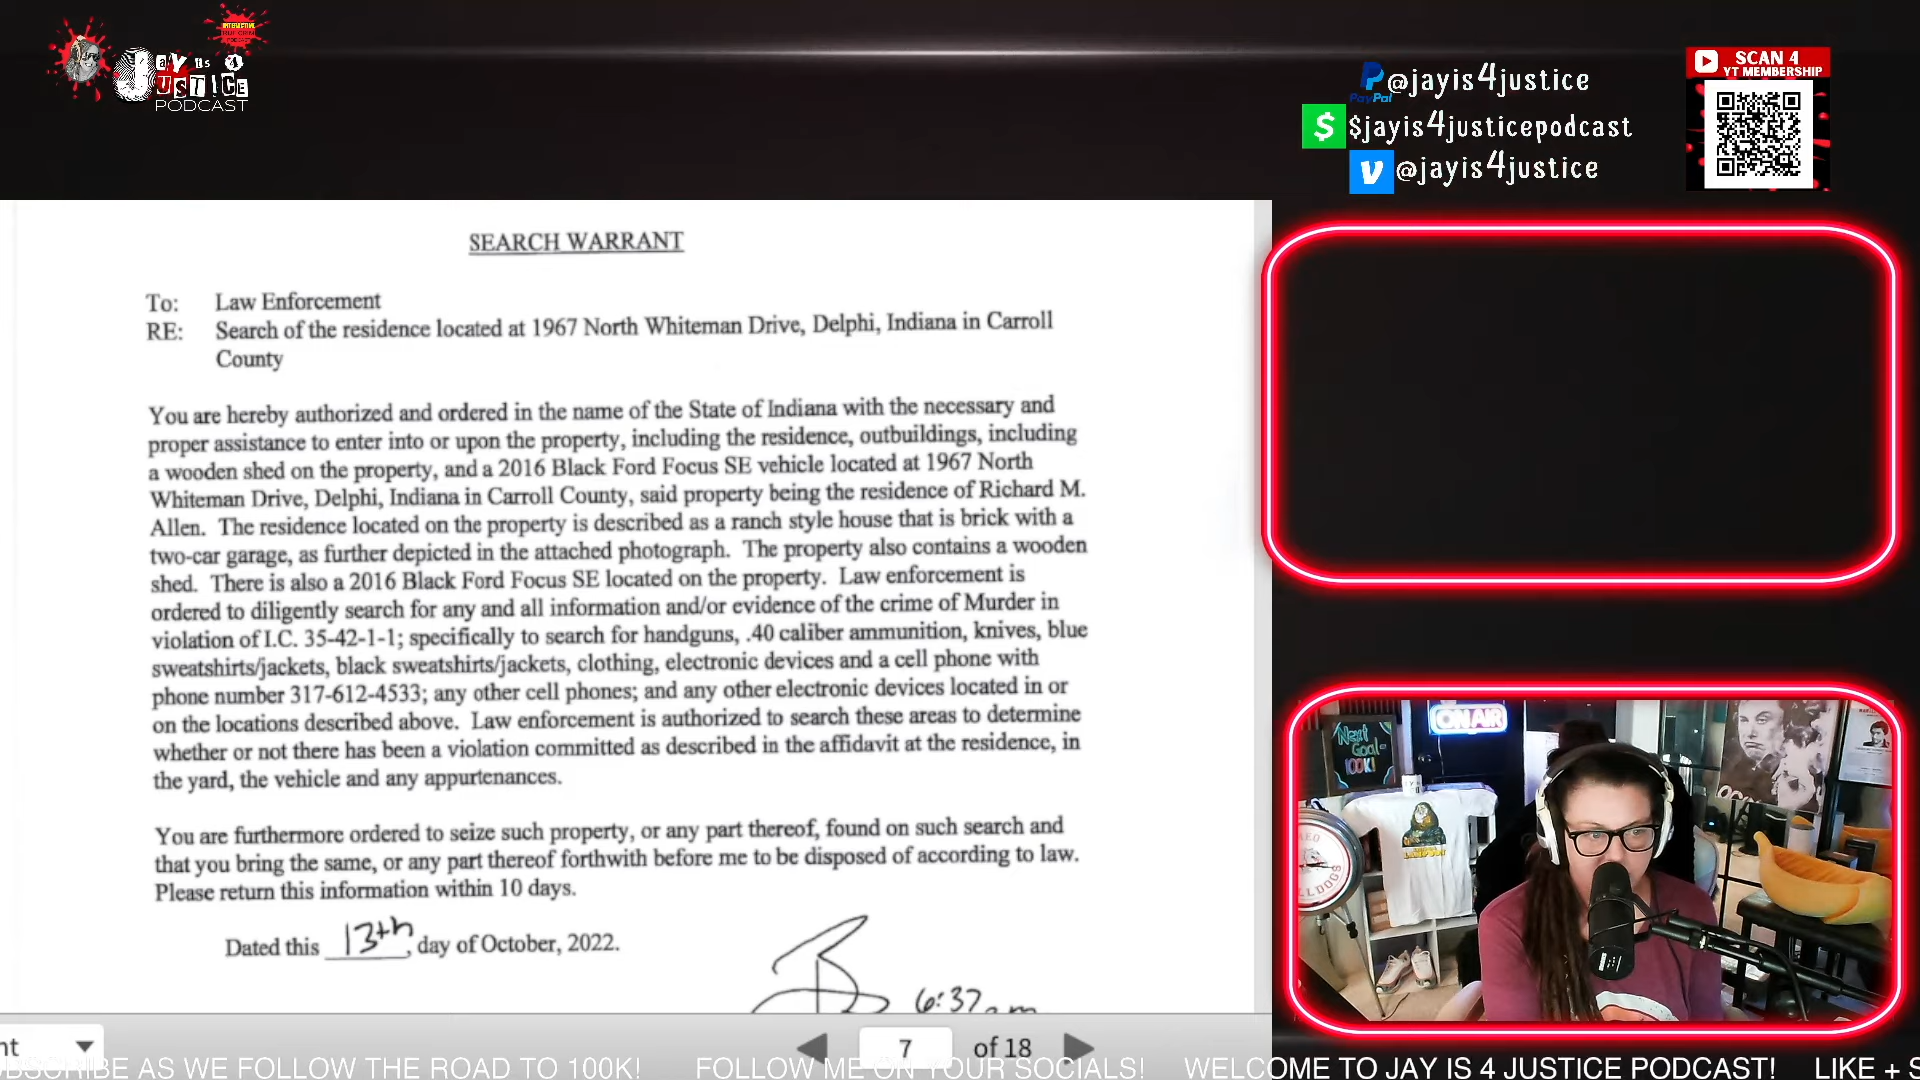 INTERACTIVE
Jay is 4
JUSTICE
PODCAST
PayPal
@jayis4justice
$jayis4justicepodcast
@jayis4justice
SCAN 4
YT MEMBERSHIP
SEARCH WARRANT
To: Law Enforcement
RE: Search of the residence located at 1967 North Whiteman Drive, Delphi, Indiana in Carroll
County
You are hereby authorized and ordered in the name of the State of Indiana with the necessary and
proper assistance to enter into or upon the property, including the residence, outbuildings, including
a wooden shed on the property, and a 2016 Black Ford Focus SE vehicle located at 1967 North
Whiteman Drive, Delphi, Indiana in Carroll County, said property being the residence of Richard M.
Allen. The residence located on the property is described as a ranch style house that is brick with a
two-car garage, as further depicted in the attached photograph. The property also contains a wooden
shed. There is also a 2016 Black Ford Focus SE located on the property. Law enforcement is
ordered to diligently search for any and all information and/or evidence of the crime of Murder in
violation of I.C. 35-42-1-1; specifically to search for handguns, .40 caliber ammunition, knives, blue
sweatshirts/jackets, black sweatshirts/jackets, clothing, electronic devices and a cell phone with
phone number 317-612-4533; any other cell phones; and any other electronic devices located in or
on the locations described above. Law enforcement is authorized to search these areas to determine
whether or not there has been a violation committed as described in the affidavit at the residence, in
the yard, the vehicle and any appurtenances.
You are furthermore ordered to seize such property, or any part thereof, found on such search and
that you bring the same, or any part thereof forthwith before me to be disposed of according to law.
Please return this information within 10 days.
Dated this 13th, day of October, 2022.
6:37
nt
7 of 18
ON AIR
Next
Goal-
100K!
BSCRIBE AS WE FOLLOW THE ROAD TO 100K! FOLLOW ME ON YOUR SOCIALS! WELCOME TO JAY IS 4 JUSTICE PODCAST! LIKE + S